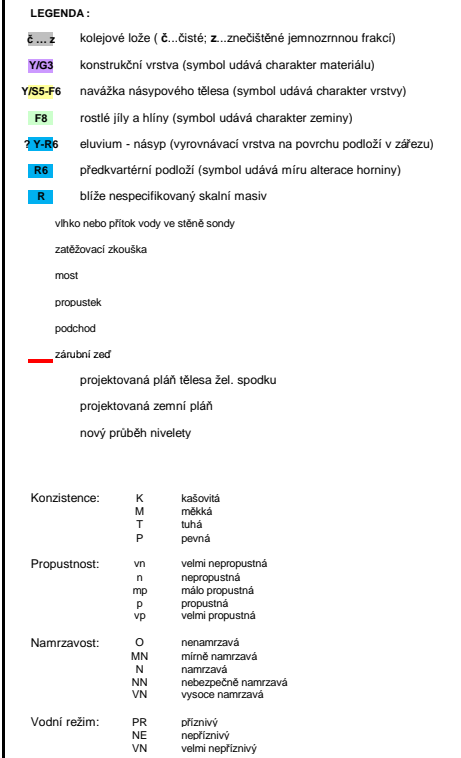 LEGENDA :
č ... z kolejové lože ( č...čisté; z...znečištěné jemnozrnnou frakcí)
Y/G3 konstrukční vrstva (symbol udává charakter materiálu)
Y/S5-F6 navážka násypového tělesa (symbol udává charakter vrstvy)
F8 rostlé jíly a hlíny (symbol udává charakter zeminy)
? Y-R6 eluvium - násyp (vyrovnávací vrstva na povrchu podloží v zářezu)
R6 předkvartérní podloží (symbol udává míru alterace horniny)
R blíže nespecifikovaný skalní masiv
vlhko nebo přítok vody ve stěně sondy
zatěžovací zkouška
most
propustek
podchod
zárubní zeď
projektovaná pláň tělesa žel. spodku
projektovaná zemní pláň
nový průběh nivelety
Konzistence: K kašovitá
M měkká
T tuhá
P pevná
Propustnost: vn velmi nepropustná
n nepropustná
mp málo propustná
p propustná
vp velmi propustná
Namrzavost: O nenamrzavá
MN mírně namrzavá
N namrzavá
NN nebezpečně namrzavá
VN vysoce namrzavá
Vodní režim: PR příznivý
NE nepříznivý
VN velmi nepříznivý